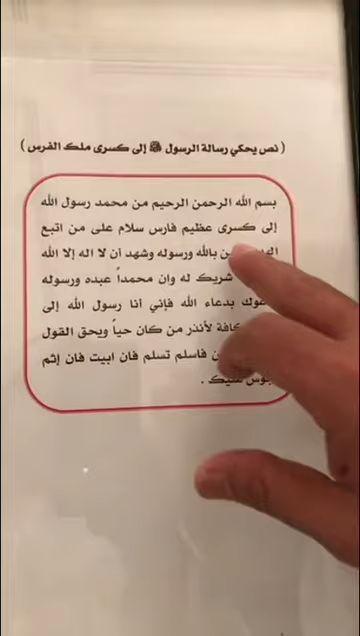 ( نص يحكي رسالة الرسول ﷺ إلى كسرى ملك الفرس )
بسم الله الرحمن الرحيم من محمد رسول الله
إلى كسرى عظيم فارس سلام على من اتبع
بالله ورسوله وشهد أن لا اله إلا الله
شريك له وان محمداً عبده ورسوله
بدعاء الله فإني أنا رسول الله إلى
كافة لأنذر من كان حياً ويحق القول
فاسلم تسلم فان ابيت فان إثم